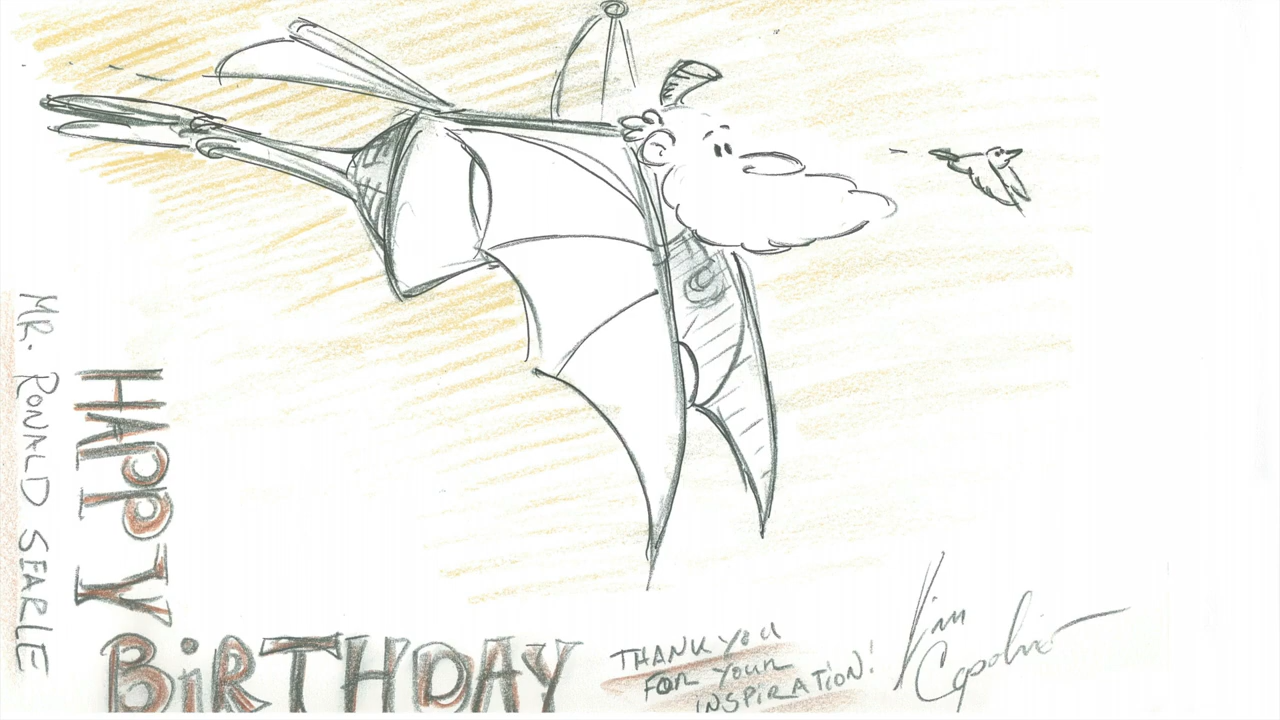 MR. RONALD SEARLE
HAPPY
BiRTHDAY
THANK YOU
FOR YOUR
INSPIRATiON!